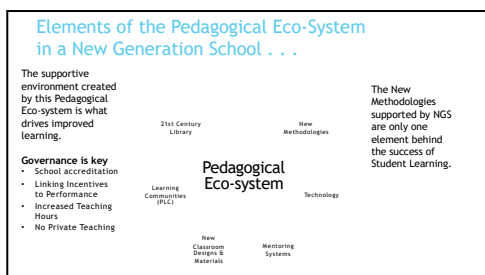 Elements of the Pedagogical Eco-System
in a New Generation School . . .
The supportive
environment created
by this Pedagogical
Eco-system is what
drives improved
learning.
Governance is key
• School accreditation
• Linking Incentives
to Performance
• Increased Teaching
Hours
• No Private Teaching
21st Century
Library
New
Methodologies
Pedagogical
Eco-system
Learning
Communities
(PLC)
Technology
New
Classroom
Designs &
Materials
Mentoring
Systems
The New
Methodologies
supported by NGS
are only one
element behind
the success of
Student Learning.